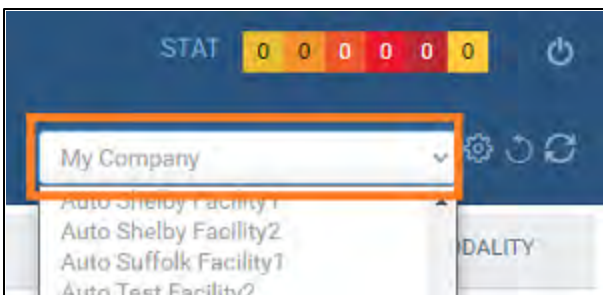 STAT 0 0 0 0 0 0
My Company
Auto Shelby Facility1
Auto Shelby Facility2
DALITY
Auto Suffolk Facility1
Auto Test Facility2